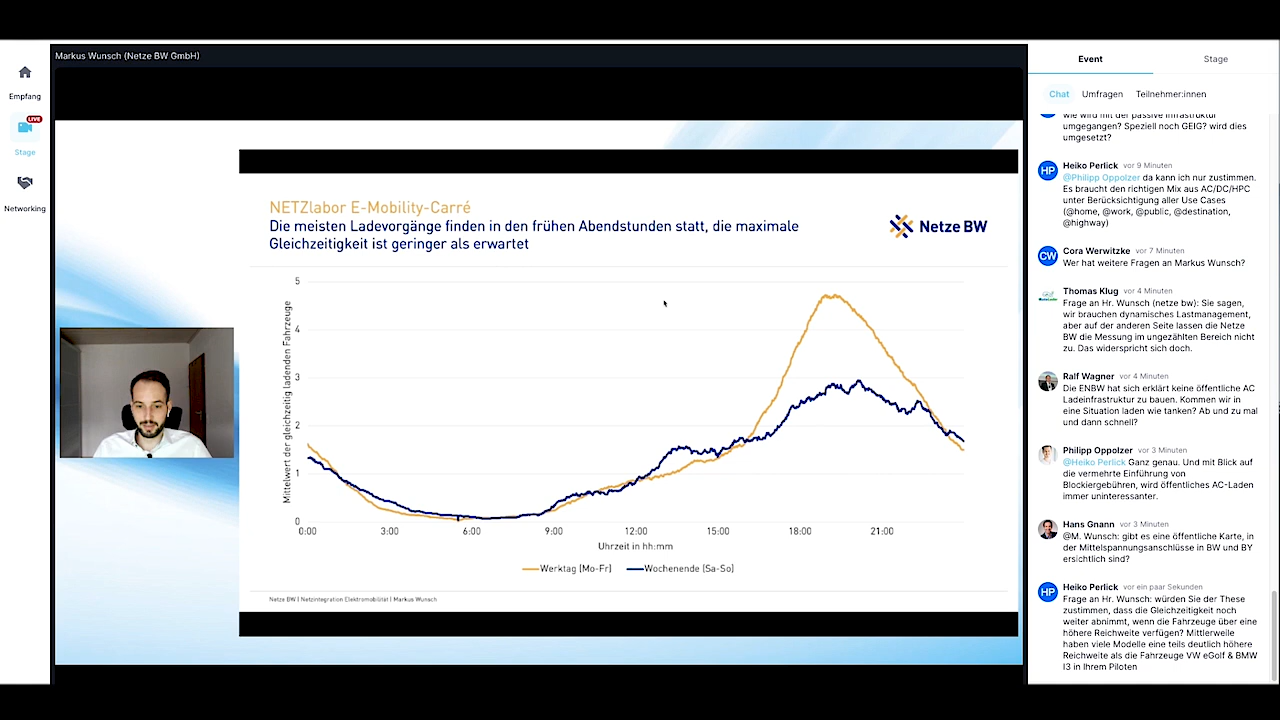 Markus Wunsch (Netze BW GmbH)
Empfang
LIVE
Stage
Networking
NETZlabor E-Mobility-Carré
Die meisten Ladevorgänge finden in den frühen Abendstunden statt, die maximale
Gleichzeitigkeit ist geringer als erwartet
Netze BW
Mittelwert der gleichzeitig ladenden Fahrzeuge
5
4
3
2
1
0
0:00 3:00 6:00 9:00 12:00 15:00 18:00 21:00
Uhrzeit in hh:mm
Werktag (Mo-Fr) Wochenende (Sa-So)
Netze BW | Netzintegration Elektromobilität | Markus Wunsch
Event Stage
Chat Umfragen Teilnehmer:innen
wie wird mit der passive Infrastruktur
umgegangen? Speziell noch GEIG? wird dies
umgesetzt?
HP
Heiko Perlick vor 9 Minuten
@Philipp Oppolzer da kann ich nur zustimmen.
Es braucht den richtigen Mix aus AC/DC/HPC
unter Berücksichtigung aller Use Cases
(@home, @work, @public, @destination,
@highway)
CW
Cora Werwitzke vor 7 Minuten
Wer hat weitere Fragen an Markus Wunsch?
Thomas Klug vor 4 Minuten
Frage an Hr. Wunsch (netze bw): Sie sagen,
wir brauchen dynamisches Lastmanagement,
aber auf der anderen Seite lassen die Netze
BW die Messung im ungezählten Bereich nicht
zu. Das widerspricht sich doch.
Ralf Wagner vor 4 Minuten
Die ENBW hat sich erklärt keine öffentliche AC
Ladeinfrastruktur zu bauen. Kommen wir in
eine Situation laden wie tanken? Ab und zu mal
und dann schnell?
Philipp Oppolzer vor 3 Minuten
@Heiko Perlick Ganz genau. Und mit Blick auf
die vermehrte Einführung von
Blockiergebühren, wird öffentliches AC-Laden
immer uninteressanter.
Hans Gnann vor 3 Minuten
@M. Wunsch: gibt es eine öffentliche Karte, in
der Mittelspannungsanschlüsse in BW und BY
ersichtlich sind?
HP
Heiko Perlick vor ein paar Sekunden
Frage an Hr. Wunsch: würden Sie der These
zustimmen, dass die Gleichzeitigkeit noch
weiter abnimmt, wenn die Fahrzeuge über eine
höhere Reichweite verfügen? Mittlerweile
haben viele Modelle eine teils deutlich höhere
Reichweite als die Fahrzeuge VW eGolf & BMW
I3 in Ihrem Piloten